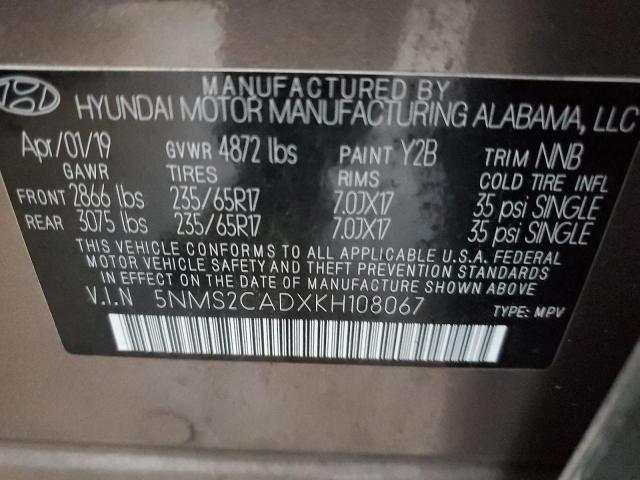 MANUFACTURED BY
HYUNDAI MOTOR MANUFACTURING ALABAMA, LLC
Apr/01/19 GVWR 4872 lbs PAINT Y2B TRIM NNB
GAWR TIRES RIMS COLD TIRE INFL
FRONT 2866 lbs 235/65R17 7.0JX17 35 psi SINGLE
REAR 3075 lbs 235/65R17 7.0JX17 35 psi SINGLE
THIS VEHICLE CONFORMS TO ALL APPLICABLE U.S.A. FEDERAL
MOTOR VEHICLE SAFETY AND THEFT PREVENTION STANDARDS
IN EFFECT ON THE DATE OF MANUFACTURE SHOWN ABOVE.
V.I.N 5NMS2CADXKH108067
TYPE: MPV